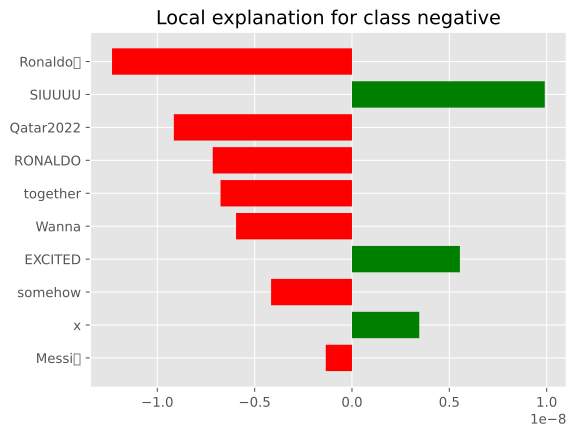 Local explanation for class negative
Ronaldo▯
SIUUUU
Qatar2022
RONALDO
together
Wanna
EXCITED
somehow
x
Messi▯
−1.0 −0.5 0.0 0.5 1.0
1e−8